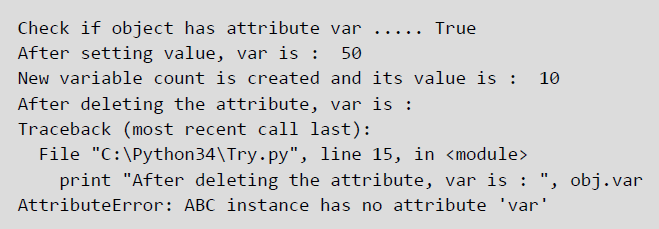 Check if object has attribute var ..... True
After setting value, var is :  50
New variable count is created and its value is :  10
After deleting the attribute, var is :
Traceback (most recent call last):
  File "C:\Python34\Try.py", line 15, in <module>
    print "After deleting the attribute, var is : ", obj.var
AttributeError: ABC instance has no attribute 'var'